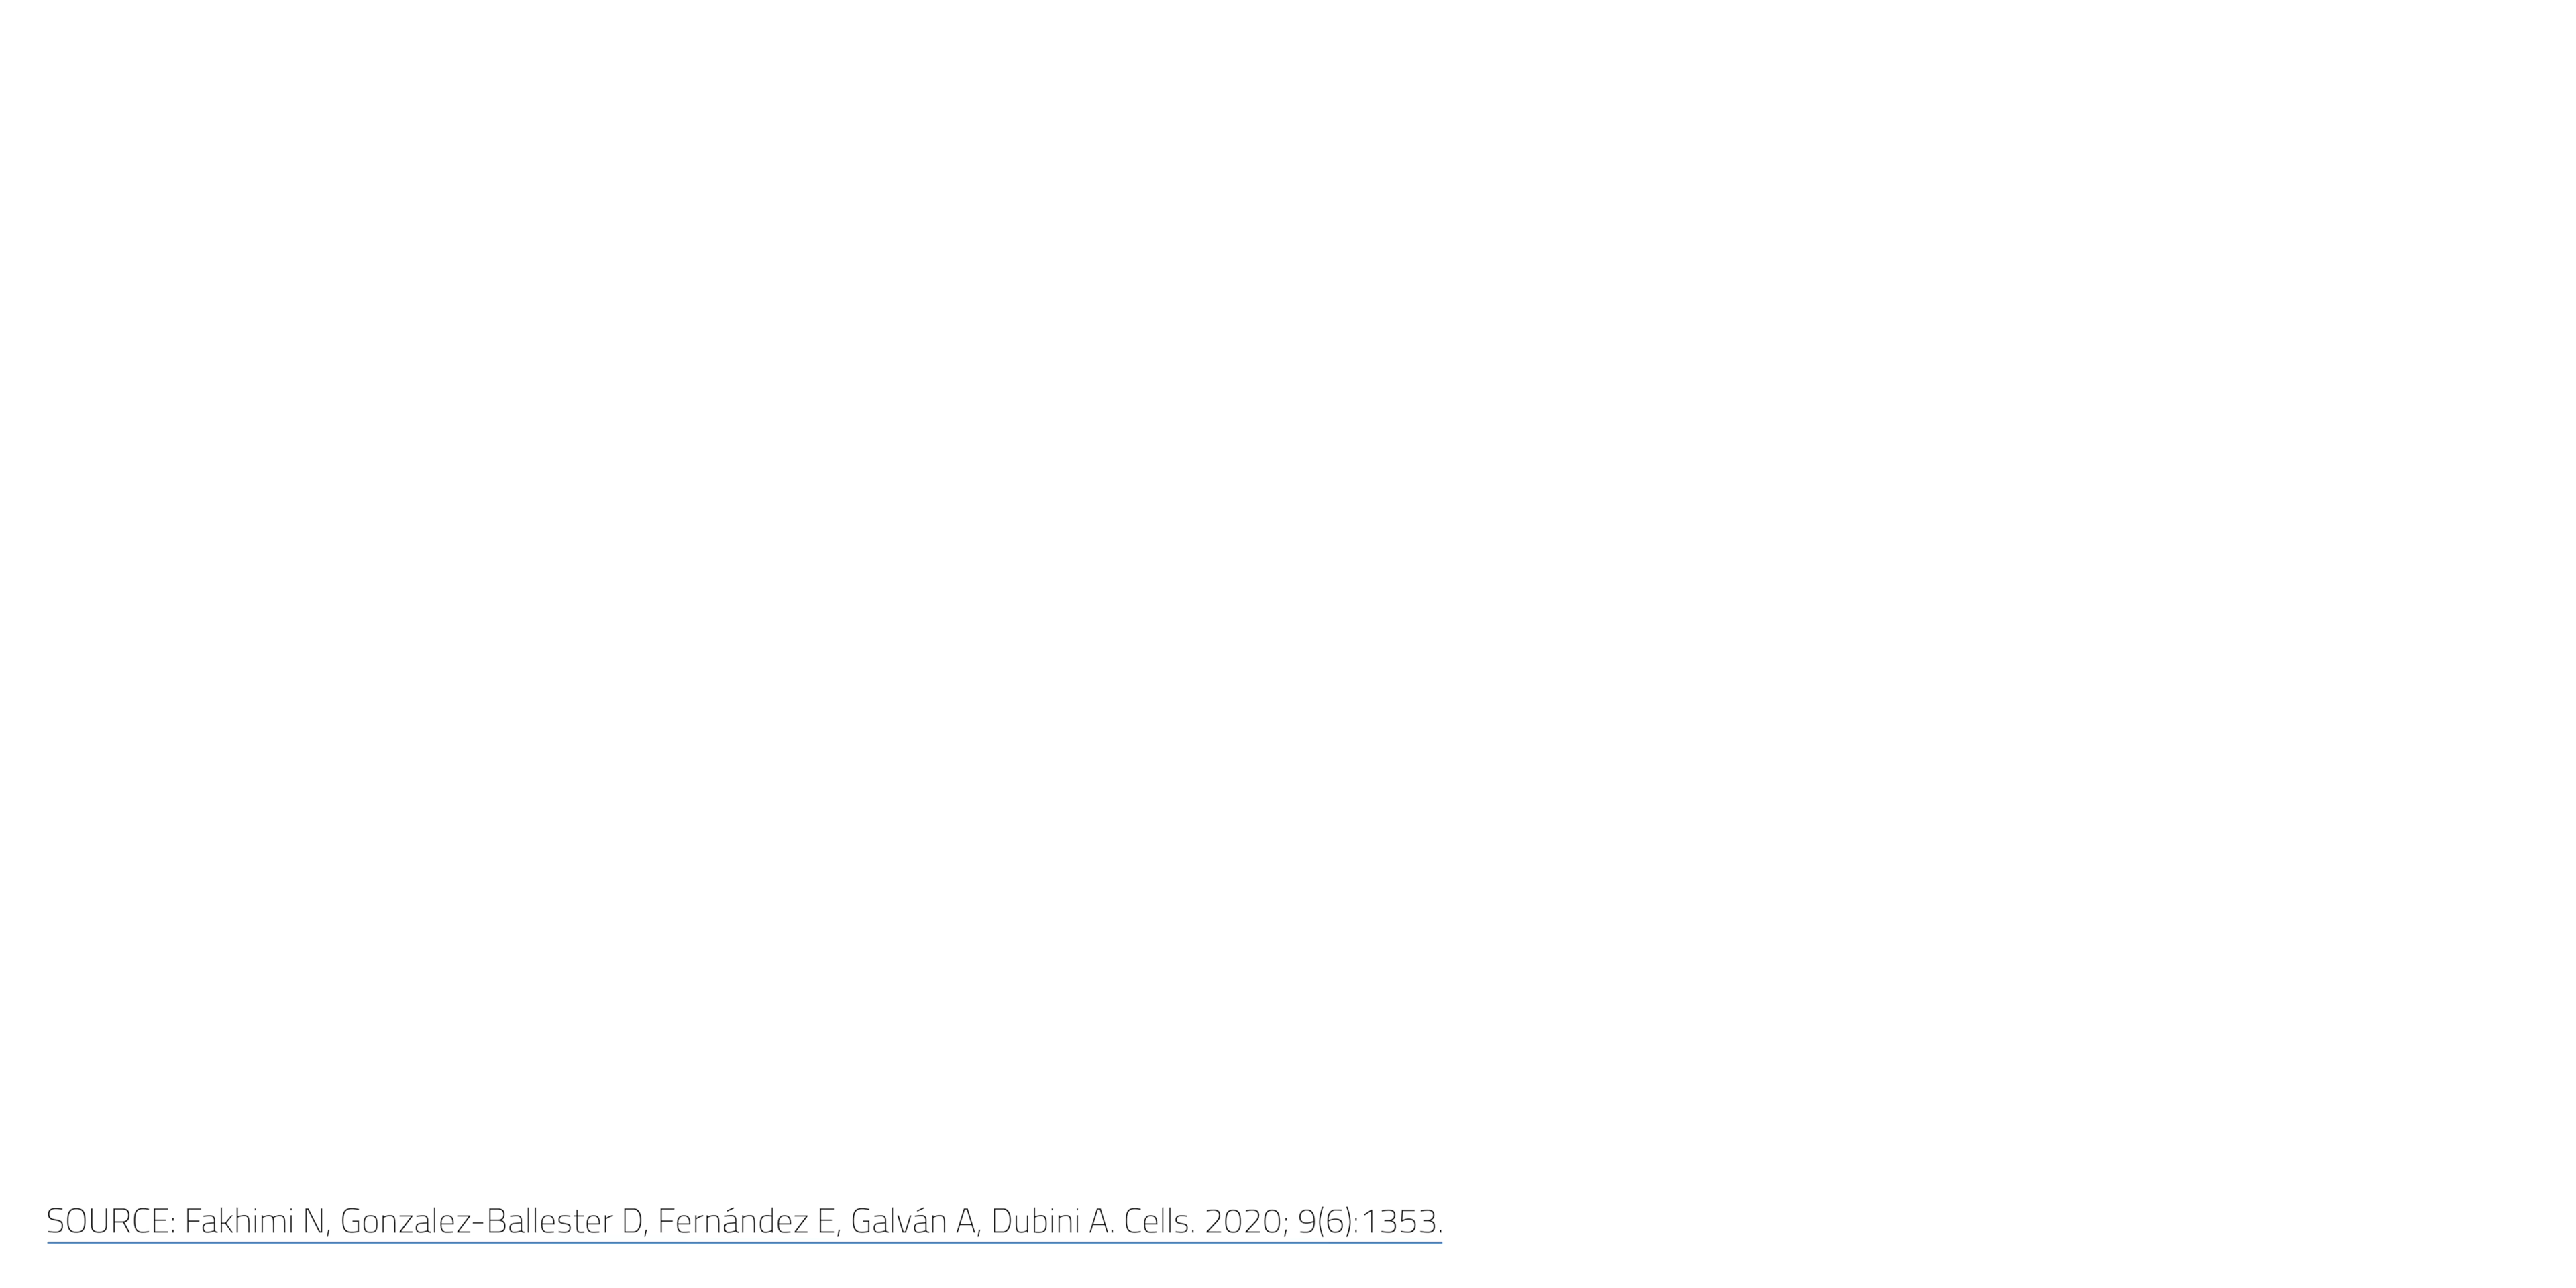 SOURCE: Fakhimi N, Gonzalez-Ballester D, Fernández E, Galván A, Dubini A. Cells. 2020; 9(6):1353.